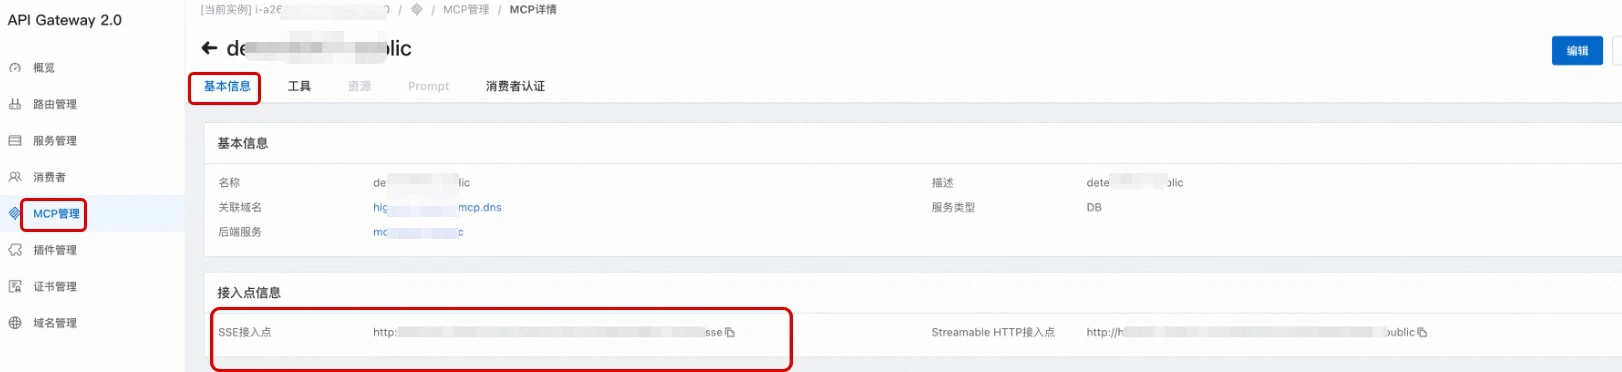 API Gateway 2.0
概览
路由管理
服务管理
消费者
MCP管理
插件管理
证书管理
域名管理
[当前实例] i-a26 0 / / MCP管理 / MCP详情
← de blic
编辑
基本信息 工具 资源 Prompt 消费者认证
基本信息
名称 de lic 描述 dete blic
关联域名 hig mcp.dns 服务类型 DB
后端服务 mc c
接入点信息
SSE接入点 http: sse Streamable HTTP接入点 http://h public